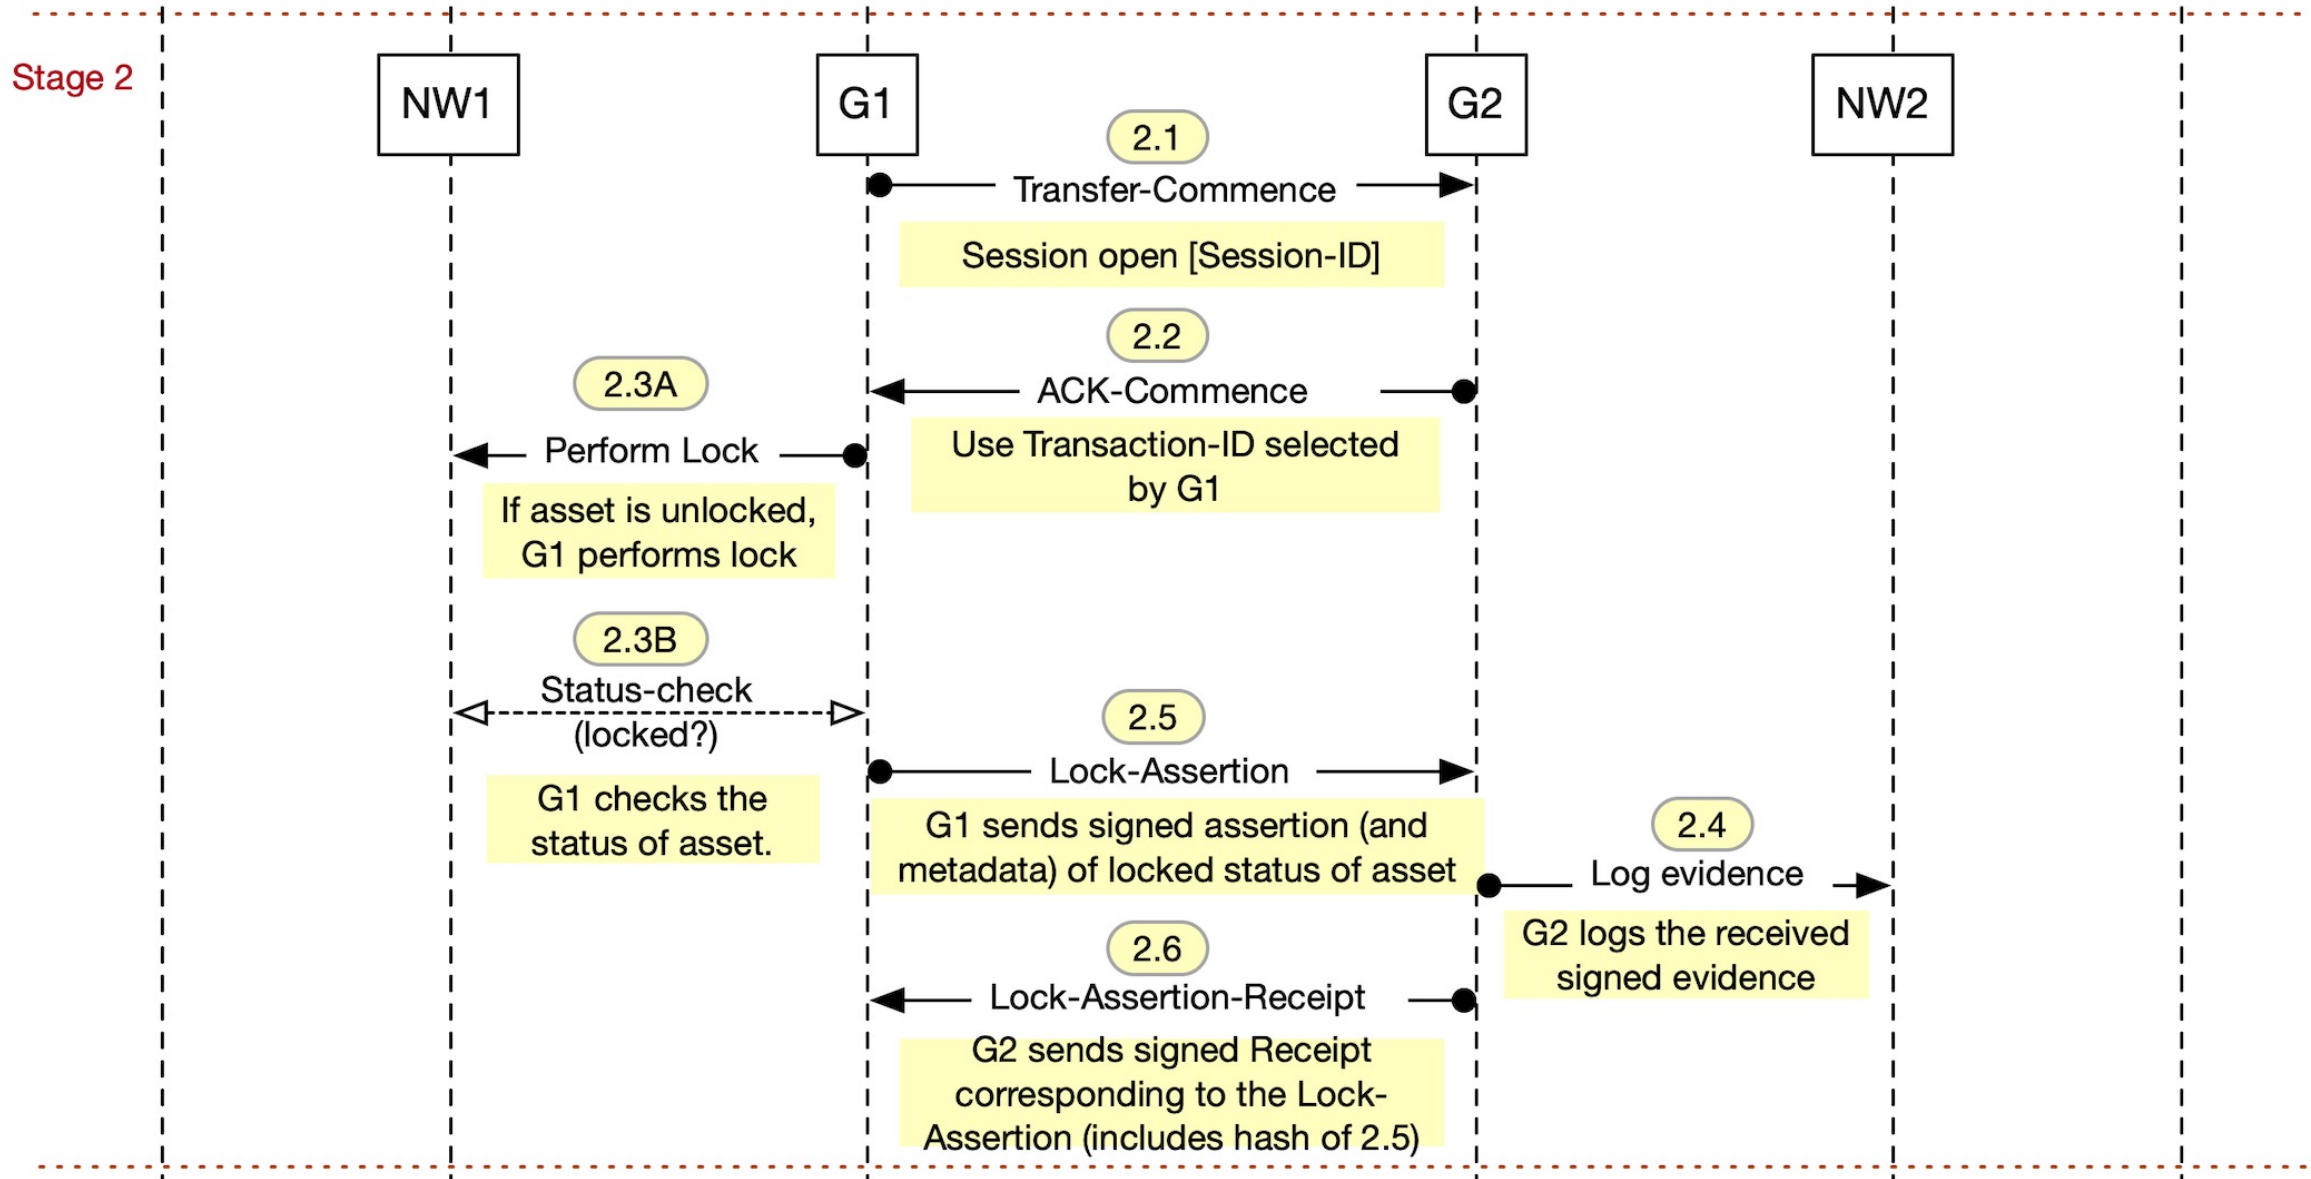 Stage 2
NW1
G1
G2
NW2
2.1
Transfer-Commence
Session open [Session-ID]
2.2
ACK-Commence
Use Transaction-ID selected
by G1
2.3A
Perform Lock
If asset is unlocked,
G1 performs lock
2.3B
Status-check
(locked?)
G1 checks the
status of asset.
2.5
Lock-Assertion
G1 sends signed assertion (and
metadata) of locked status of asset
2.4
Log evidence
G2 logs the received
signed evidence
2.6
Lock-Assertion-Receipt
G2 sends signed Receipt
corresponding to the Lock-
Assertion (includes hash of 2.5)